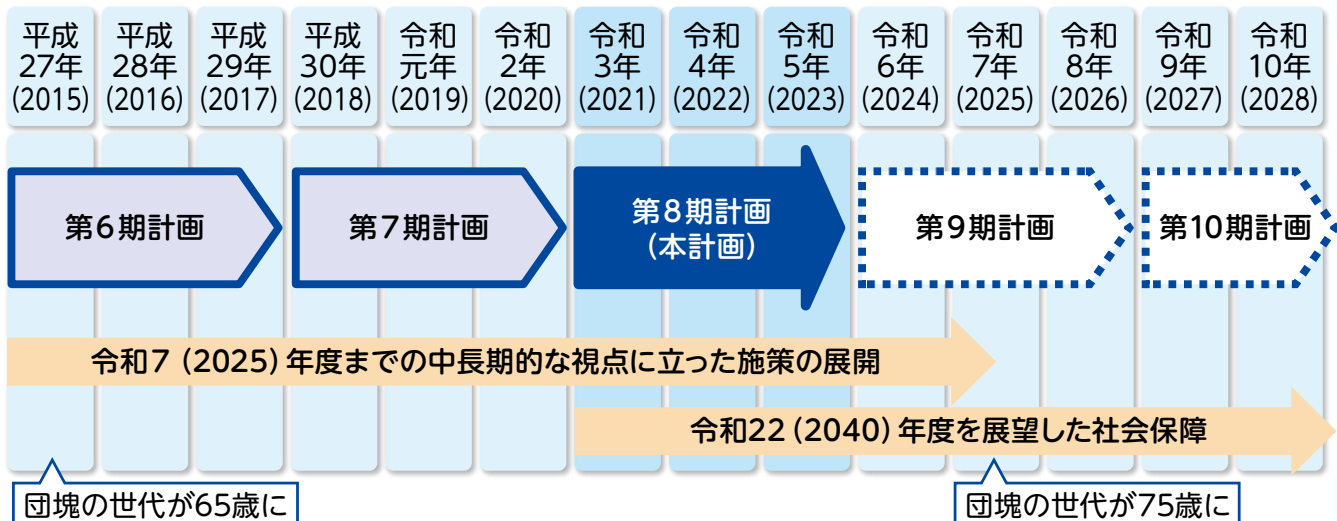 平成
27年
(2015)
平成
28年
(2016)
平成
29年
(2017)
平成
30年
(2018)
令和
元年
(2019)
令和
2年
(2020)
令和
3年
(2021)
令和
4年
(2022)
令和
5年
(2023)
令和
6年
(2024)
令和
7年
(2025)
令和
8年
(2026)
令和
9年
(2027)
令和
10年
(2028)
第6期計画
第7期計画
第8期計画
(本計画)
第9期計画
第10期計画
令和7(2025)年度までの中長期的な視点に立った施策の展開
令和22(2040)年度を展望した社会保障
団塊の世代が65歳に
団塊の世代が75歳に